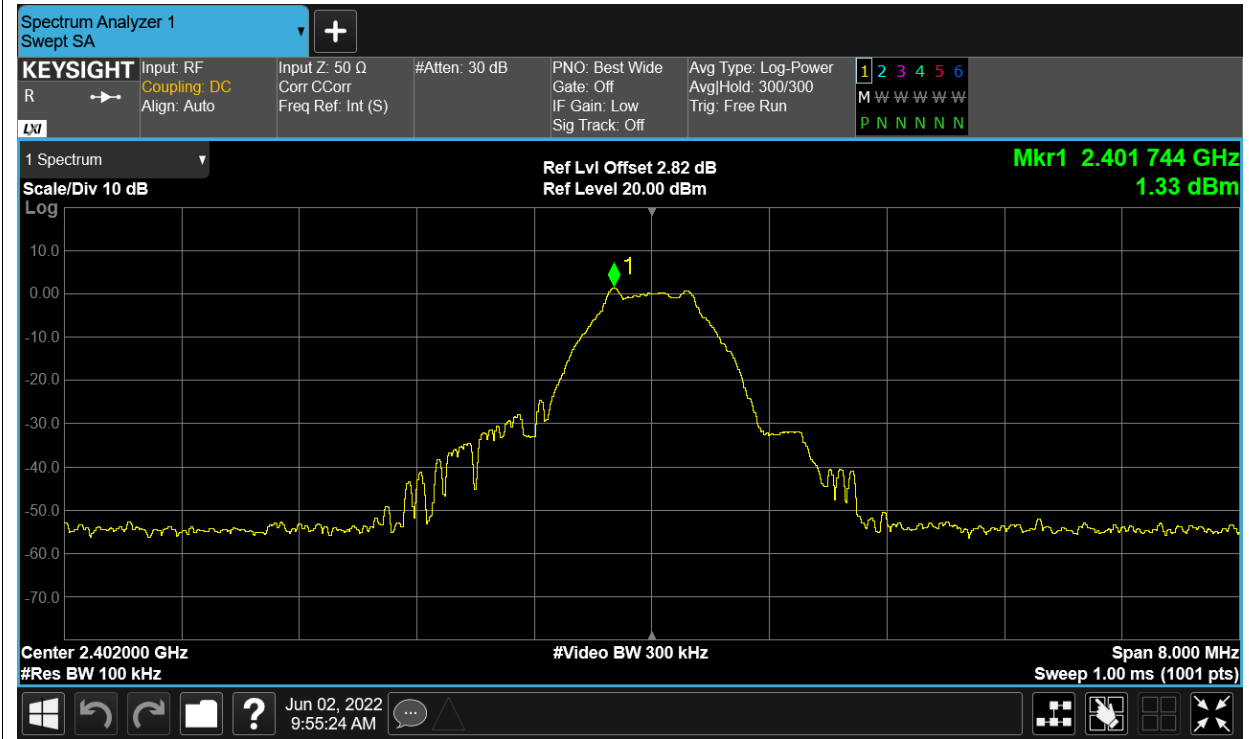 Spectrum Analyzer 1
Swept SA
+
KEYSIGHT
R
LXI
Input: RF
Coupling: DC
Align: Auto
Input Z: 50 Ω
Corr CCorr
Freq Ref: Int (S)
#Atten: 30 dB
PNO: Best Wide
Gate: Off
IF Gain: Low
Sig Track: Off
Avg Type: Log-Power
Avg|Hold: 300/300
Trig: Free Run
1 2 3 4 5 6
M W W W W W
P N N N N N
1 Spectrum
Scale/Div 10 dB
Ref Lvl Offset 2.82 dB
Ref Level 20.00 dBm
Mkr1 2.401 744 GHz
1.33 dBm
Log
10.0
0.00
-10.0
-20.0
-30.0
-40.0
-50.0
-60.0
-70.0
1
Center 2.402000 GHz
#Res BW 100 kHz
#Video BW 300 kHz
Span 8.000 MHz
Sweep 1.00 ms (1001 pts)
?
Jun 02, 2022
9:55:24 AM